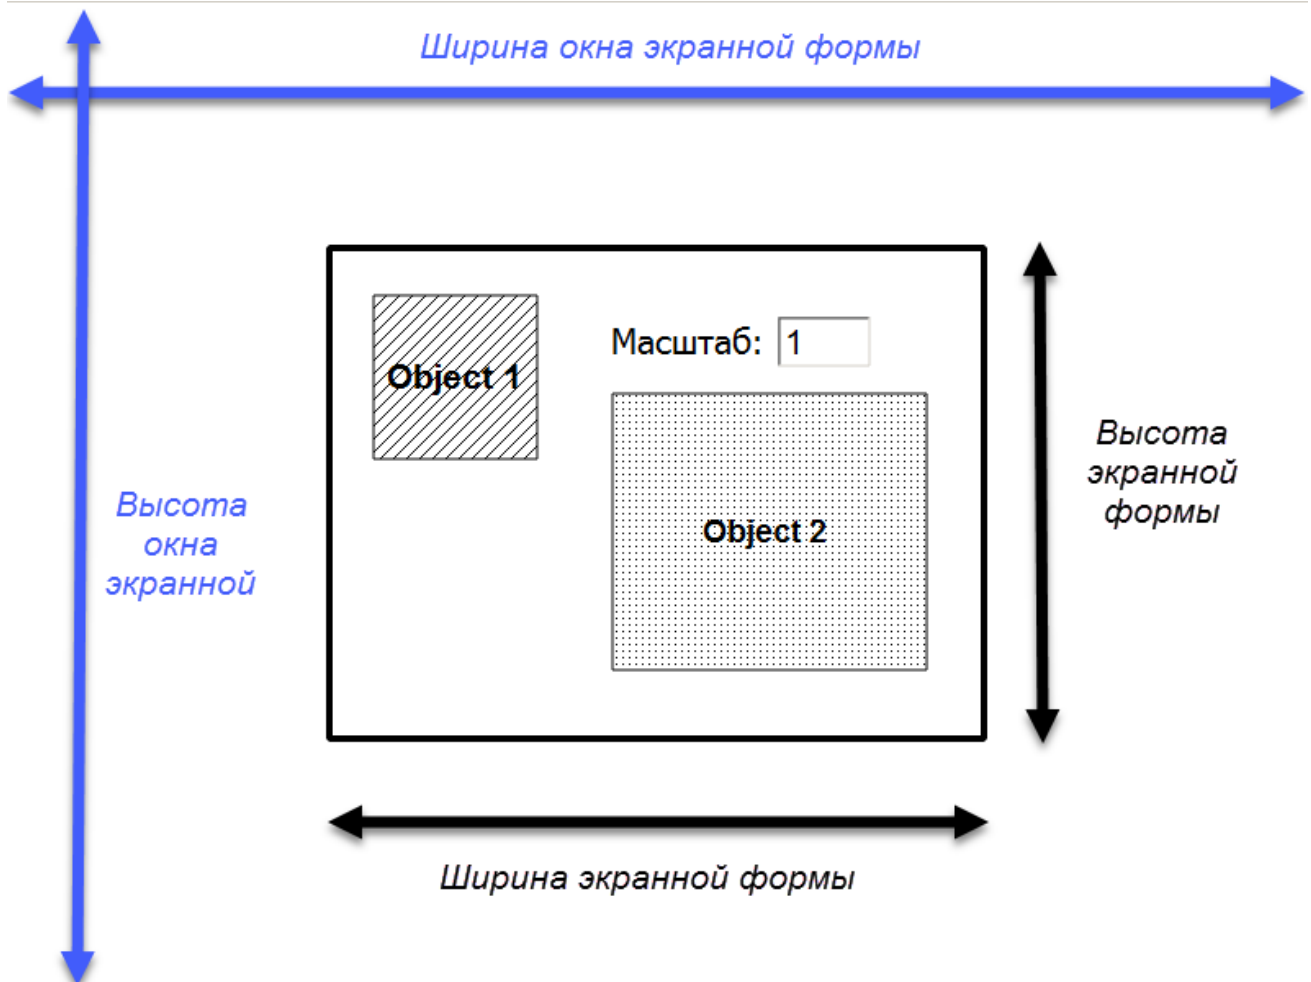 Ширина окна экранной формы
Object 1
Масштаб: 1
Object 2
Высота
экранной
формы
Высота
окна
экранной
Ширина экранной формы